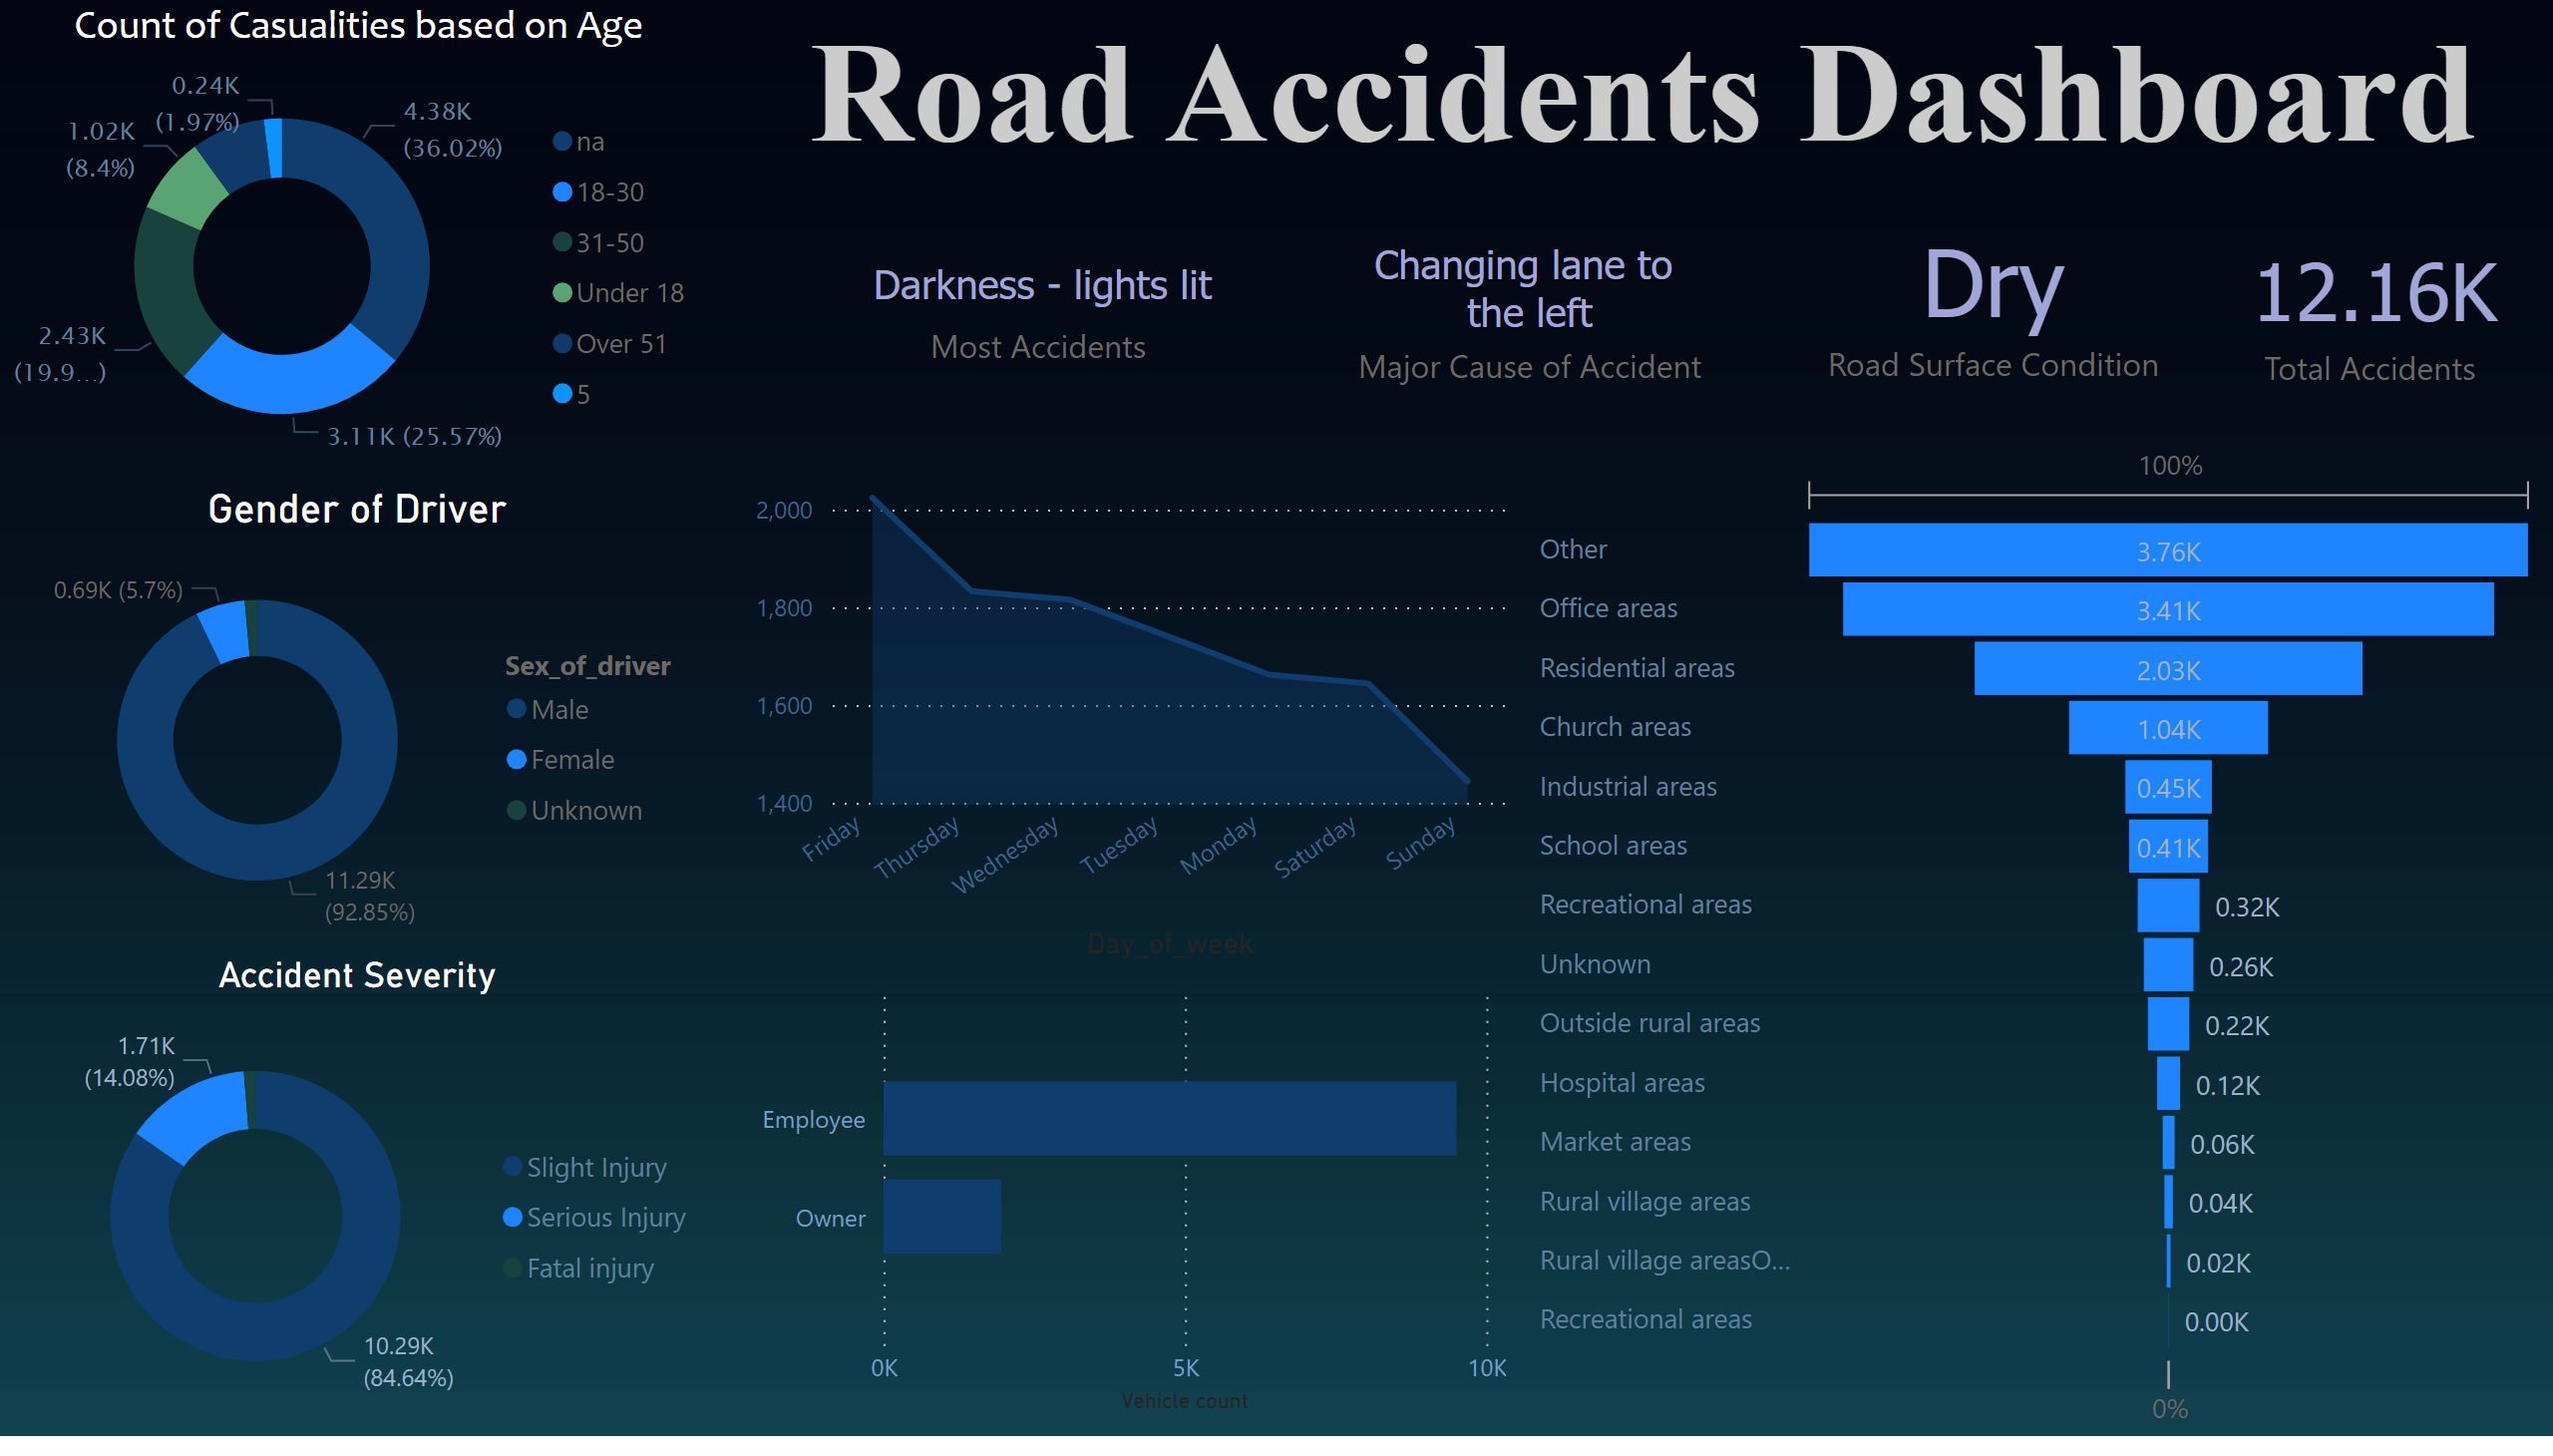 Count of Casualities based on Age
0.24K
(1.97%)
1.02K
(8.4%)
4.38K
(36.02%)
2.43K
(19.9...)
3.11K (25.57%)
na
18-30
31-50
Under 18
Over 51
5
Road Accidents Dashboard
Darkness - lights lit
Most Accidents
Changing lane to
the left
Major Cause of Accident
Dry
Road Surface Condition
12.16K
Total Accidents
Gender of Driver
0.69K (5.7%)
11.29K
(92.85%)
Sex_of_driver
Male
Female
Unknown
Accident Severity
1.71K
(14.08%)
10.29K
(84.64%)
Slight Injury
Serious Injury
Fatal injury
2,000
1,800
1,600
1,400
Friday
Thursday
Wednesday
Tuesday
Monday
Saturday
Sunday
Day_of_week
Employee
Owner
0K
5K
10K
Vehicle count
100%
Other 3.76K
Office areas 3.41K
Residential areas 2.03K
Church areas 1.04K
Industrial areas 0.45K
School areas 0.41K
Recreational areas 0.32K
Unknown 0.26K
Outside rural areas 0.22K
Hospital areas 0.12K
Market areas 0.06K
Rural village areas 0.04K
Rural village areasO... 0.02K
Recreational areas 0.00K
0%